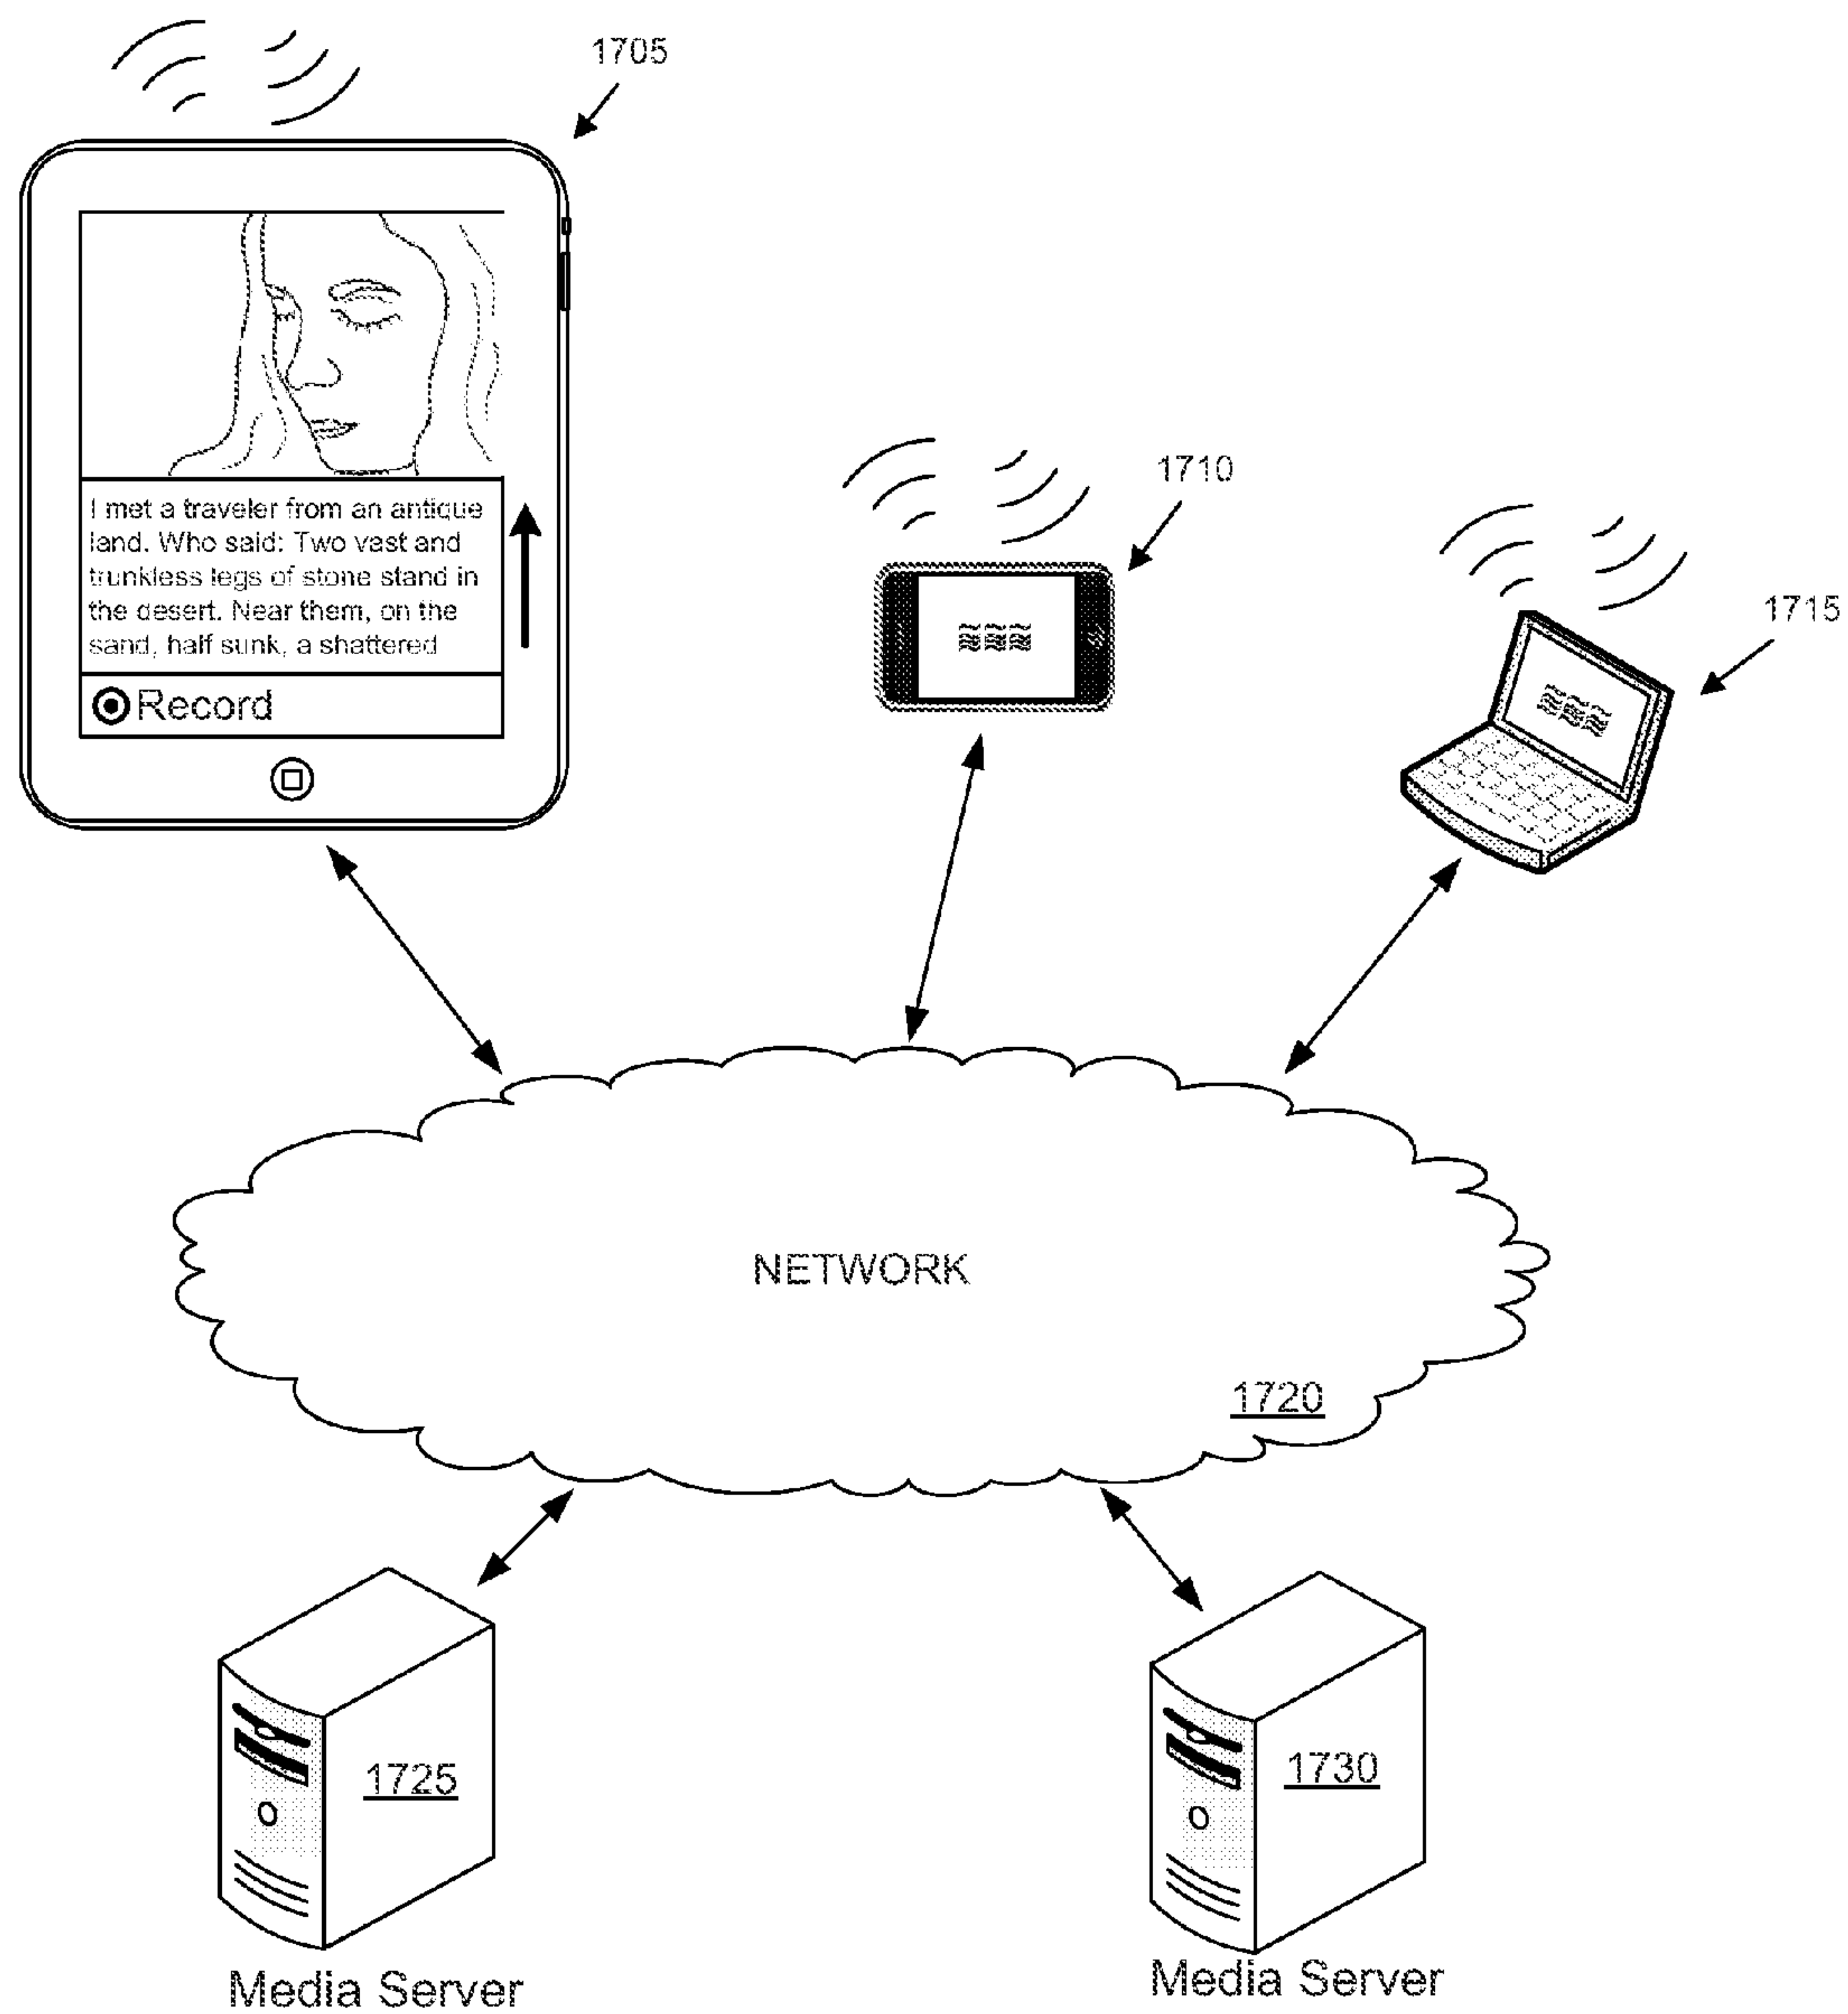 1705
I met a traveler from an antique
land. Who said: Two vast and
trunkless legs of stone stand in
the desert. Near them, on the
sand, half sunk, a shattered
Record
1710
1715
NETWORK
1720
1725
1730
Media Server
Media Server